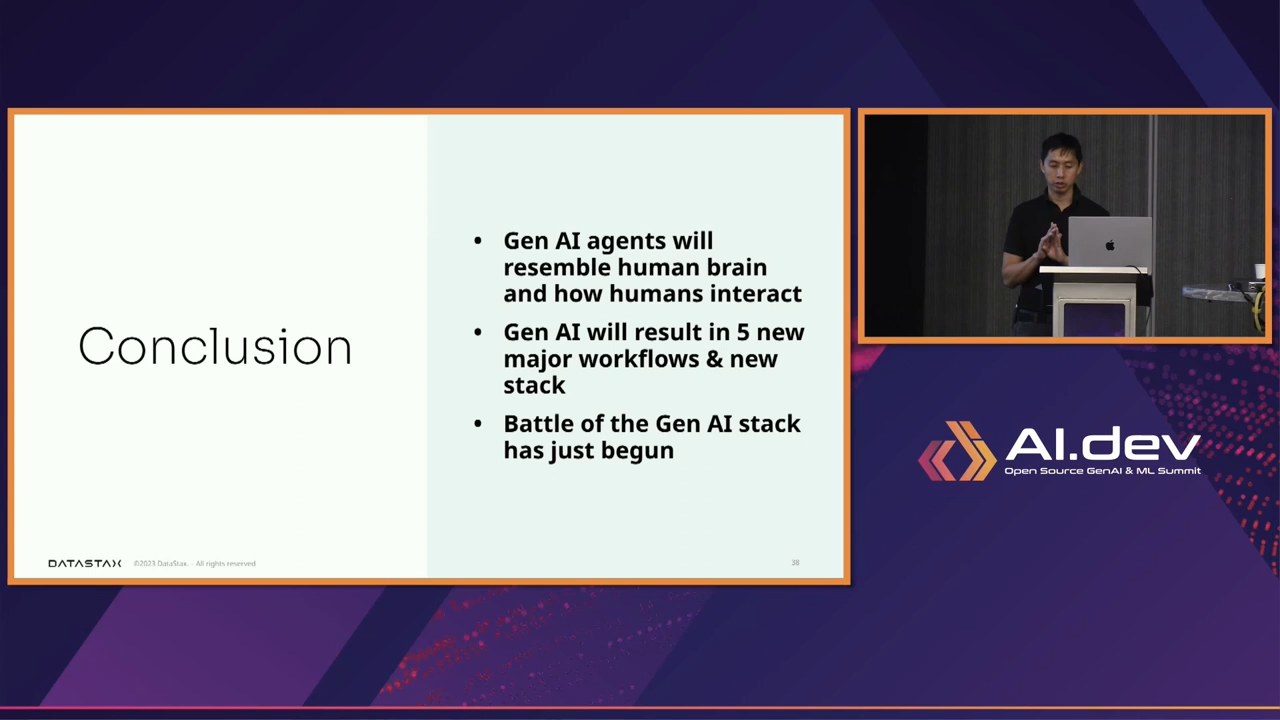 Conclusion
• Gen AI agents will
resemble human brain
and how humans interact
• Gen AI will result in 5 new
major workflows & new
stack
• Battle of the Gen AI stack
has just begun
DATASTAX ©2023 DataStax. - All rights reserved
38
AI.dev
Open Source GenAI & ML Summit